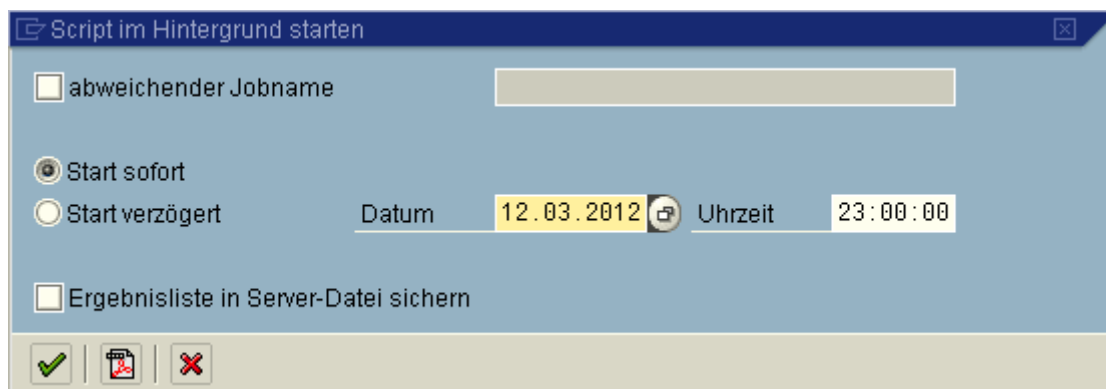 Script im Hintergrund starten
abweichender Jobname
Start sofort
Start verzögert Datum 12.03.2012 Uhrzeit 23:00:00
Ergebnisliste in Server-Datei sichern